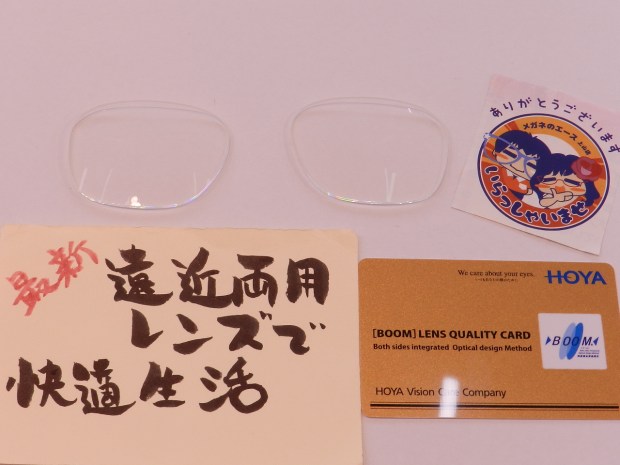 ありがとうございます
メガネのエース
いらっしゃいませ
最新
遠近両用
レンズで
快適生活
We care about your eyes.
HOYA
[BOOM] LENS QUALITY CARD
Both sides integrated Optical design Method
BOOM
HOYA Vision Care Company